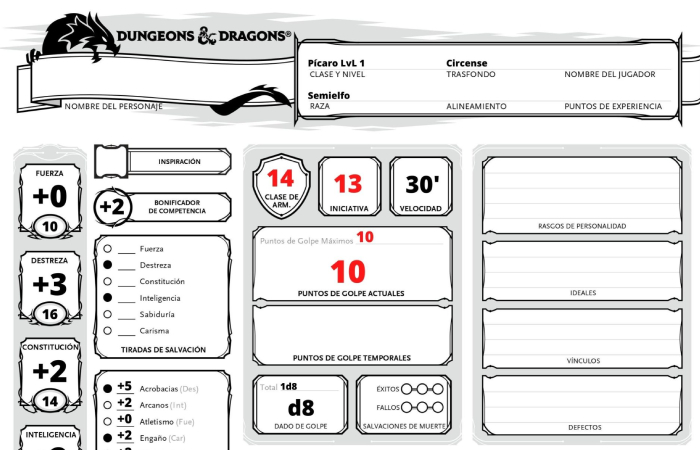 DUNGEONS & DRAGONS®
NOMBRE DEL PERSONAJE
Pícaro LvL 1
CLASE Y NIVEL
Circense
TRASFONDO
NOMBRE DEL JUGADOR
Semielfo
RAZA
ALINEAMIENTO
PUNTOS DE EXPERIENCIA
FUERZA
+0
10
DESTREZA
+3
16
CONSTITUCIÓN
+2
14
INTELIGENCIA
INSPIRACIÓN
+2
BONIFICADOR
DE COMPETENCIA
Fuerza
Destreza
Constitución
Inteligencia
Sabiduría
Carisma
TIRADAS DE SALVACIÓN
+5 Acrobacias (Des)
+2 Arcanos (Int)
+0 Atletismo (Fue)
+2 Engaño (Car)
14
CLASE DE
ARM.
13
INICIATIVA
30'
VELOCIDAD
Puntos de Golpe Máximos 10
10
PUNTOS DE GOLPE ACTUALES
PUNTOS DE GOLPE TEMPORALES
Total 1d8
d8
DADO DE GOLPE
ÉXITOS
FALLOS
SALVACIONES DE MUERTE
RASGOS DE PERSONALIDAD
IDEALES
VÍNCULOS
DEFECTOS